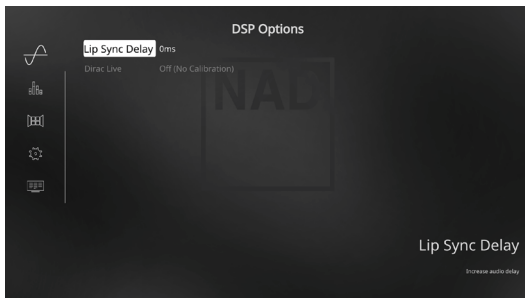 DSP Options
Lip Sync Delay 0ms
Dirac Live Off (No Calibration)
NAD
Lip Sync Delay
Increase audio delay